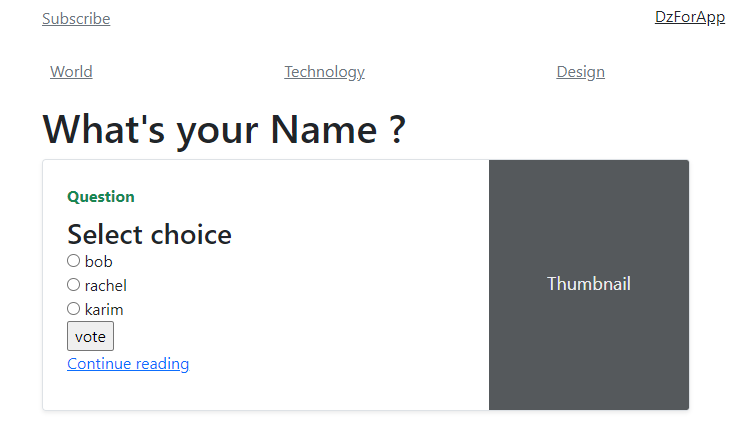 Subscribe
DzForApp
World
Technology
Design
What's your Name ?
Question
Select choice
bob
rachel
karim
vote
Continue reading
Thumbnail